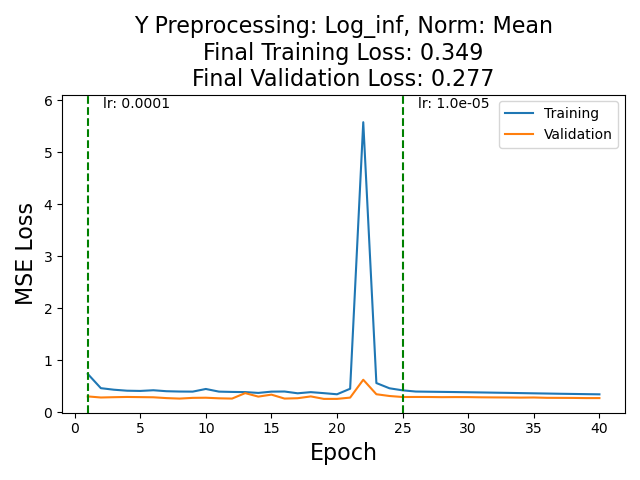 Y Preprocessing: Log_inf, Norm: Mean
Final Training Loss: 0.349
Final Validation Loss: 0.277
lr: 0.0001
lr: 1.0e-05
Training
Validation
MSE Loss
6
5
4
3
2
1
0
0 5 10 15 20 25 30 35 40
Epoch